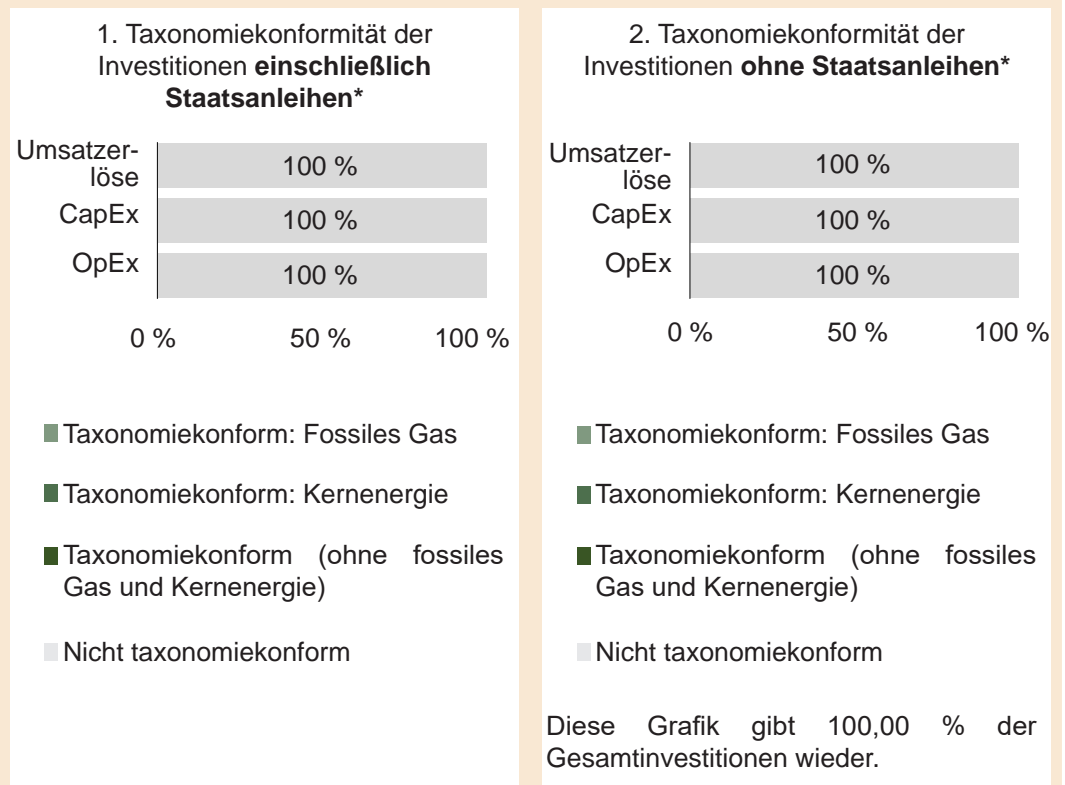 1. Taxonomiekonformität der
Investitionen einschließlich
Staatsanleihen*
Umsatzer-
löse
100 %
CapEx
100 %
OpEx
100 %
0 % 50 % 100 %
Taxonomiekonform: Fossiles Gas
Taxonomiekonform: Kernenergie
Taxonomiekonform (ohne fossiles
Gas und Kernenergie)
Nicht taxonomiekonform
2. Taxonomiekonformität der
Investitionen ohne Staatsanleihen*
Umsatzer-
löse
100 %
CapEx
100 %
OpEx
100 %
0 % 50 % 100 %
Taxonomiekonform: Fossiles Gas
Taxonomiekonform: Kernenergie
Taxonomiekonform (ohne fossiles
Gas und Kernenergie)
Nicht taxonomiekonform
Diese Grafik gibt 100,00 % der
Gesamtinvestitionen wieder.